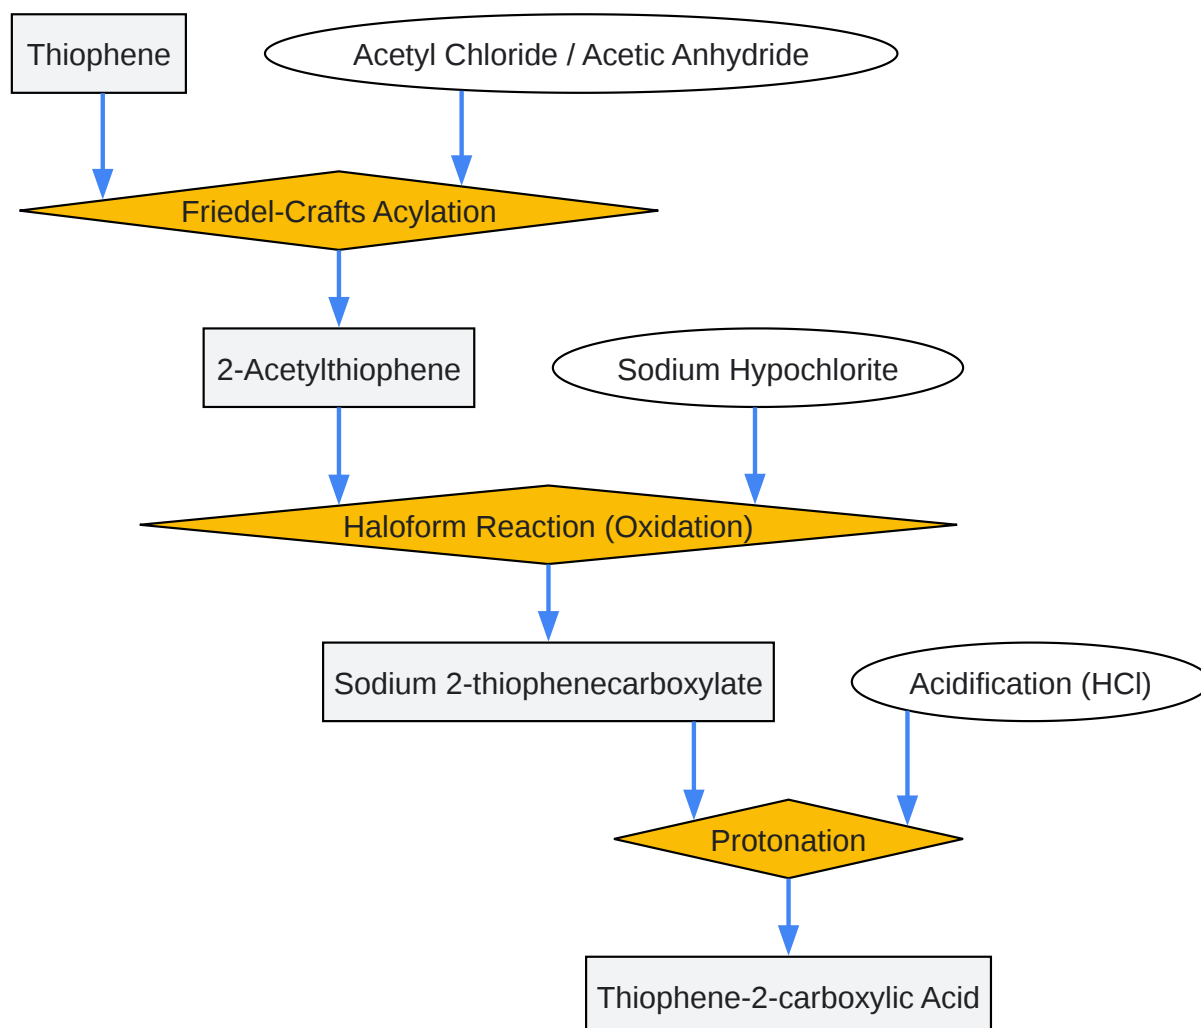 Thiophene
Acetyl Chloride / Acetic Anhydride
Friedel-Crafts Acylation
2-Acetylthiophene
Sodium Hypochlorite
Haloform Reaction (Oxidation)
Sodium 2-thiophenecarboxylate
Acidification (HCl)
Protonation
Thiophene-2-carboxylic Acid